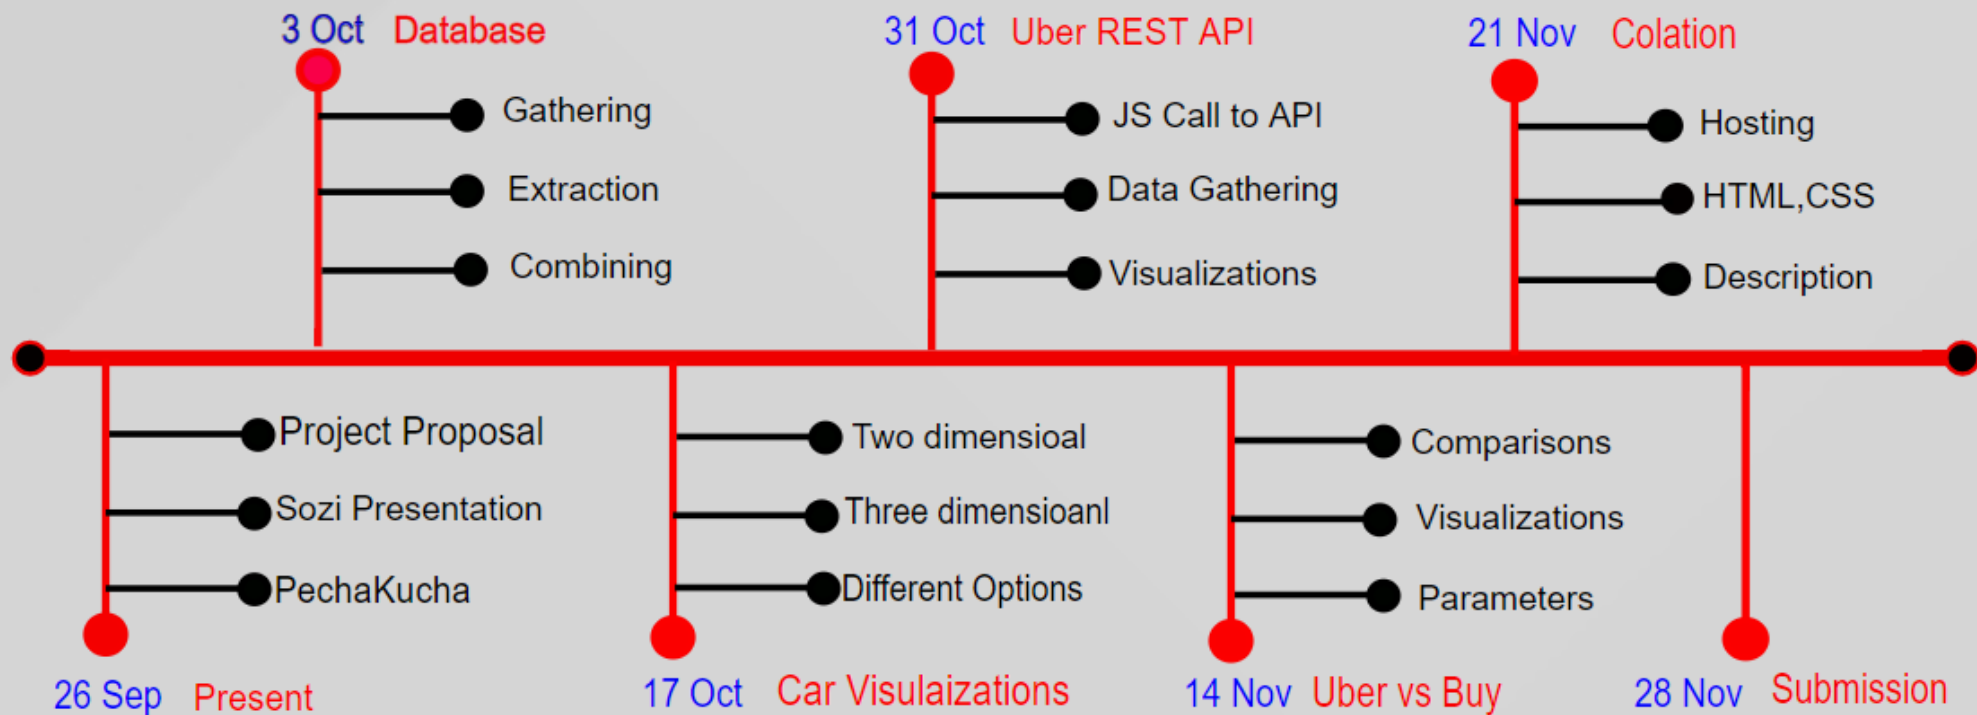 3 Oct Database
Gathering
Extraction
Combining
31 Oct Uber REST API
JS Call to API
Data Gathering
Visualizations
21 Nov Colation
Hosting
HTML,CSS
Description
Project Proposal
Sozi Presentation
PechaKucha
26 Sep Present
Two dimensioal
Three dimensioanl
Different Options
17 Oct Car Visulaizations
Comparisons
Visualizations
Parameters
14 Nov Uber vs Buy
28 Nov Submission